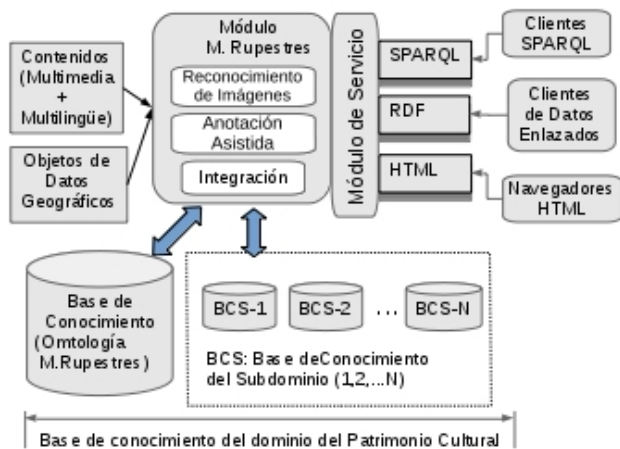 Contenidos
(Multimedia
+
Multilingüe)
Objetos de
Datos
Geográficos
Módulo
M. Rupestres
Reconocimiento
de Imágenes
Anotación
Asistida
Integración
Módulo de Servicio
SPARQL
RDF
HTML
Clientes
SPARQL
Clientes
de Datos
Enlazados
Navegadores
HTML
Base de
Conocimiento
(Omtología
M.Rupestres)
BCS-1
BCS-2
...
BCS-N
BCS: Base deConocimiento
del Subdominio (1,2,...N)
Base de conocimiento del dominio del Patrimonio Cultural